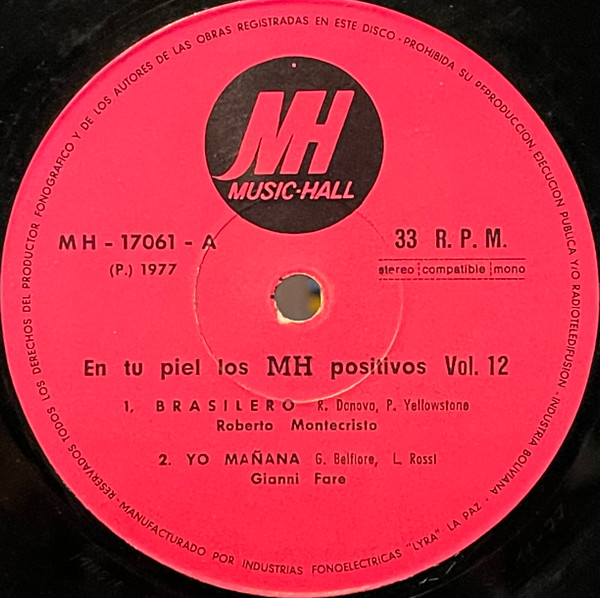 RESERVADOS TODOS LOS DERECHOS DEL PRODUCTOR FONOGRAFICO Y DE LOS AUTORES DE LAS OBRAS REGISTRADAS EN ESTE DISCO - PROHIBIDA SU REPRODUCCION, EJECUCION PUBLICA Y/O RADIOTELEDIFUSION - INDUSTRIA BOLIVIANA
MH
MUSIC-HALL
MH - 17061 - A
33 R. P. M.
(P.) 1977
stereo compatible mono
En tu piel los MH positivos Vol. 12
1. BRASILERO R. Donova, P. Yellowstone
Roberto Montecristo
2. YO MAÑANA G. Belfiore, L. Rossi
Gianni Fare
- MANUFACTURADO POR INDUSTRIAS FONOELECTRICAS "LYRA" LA PAZ -